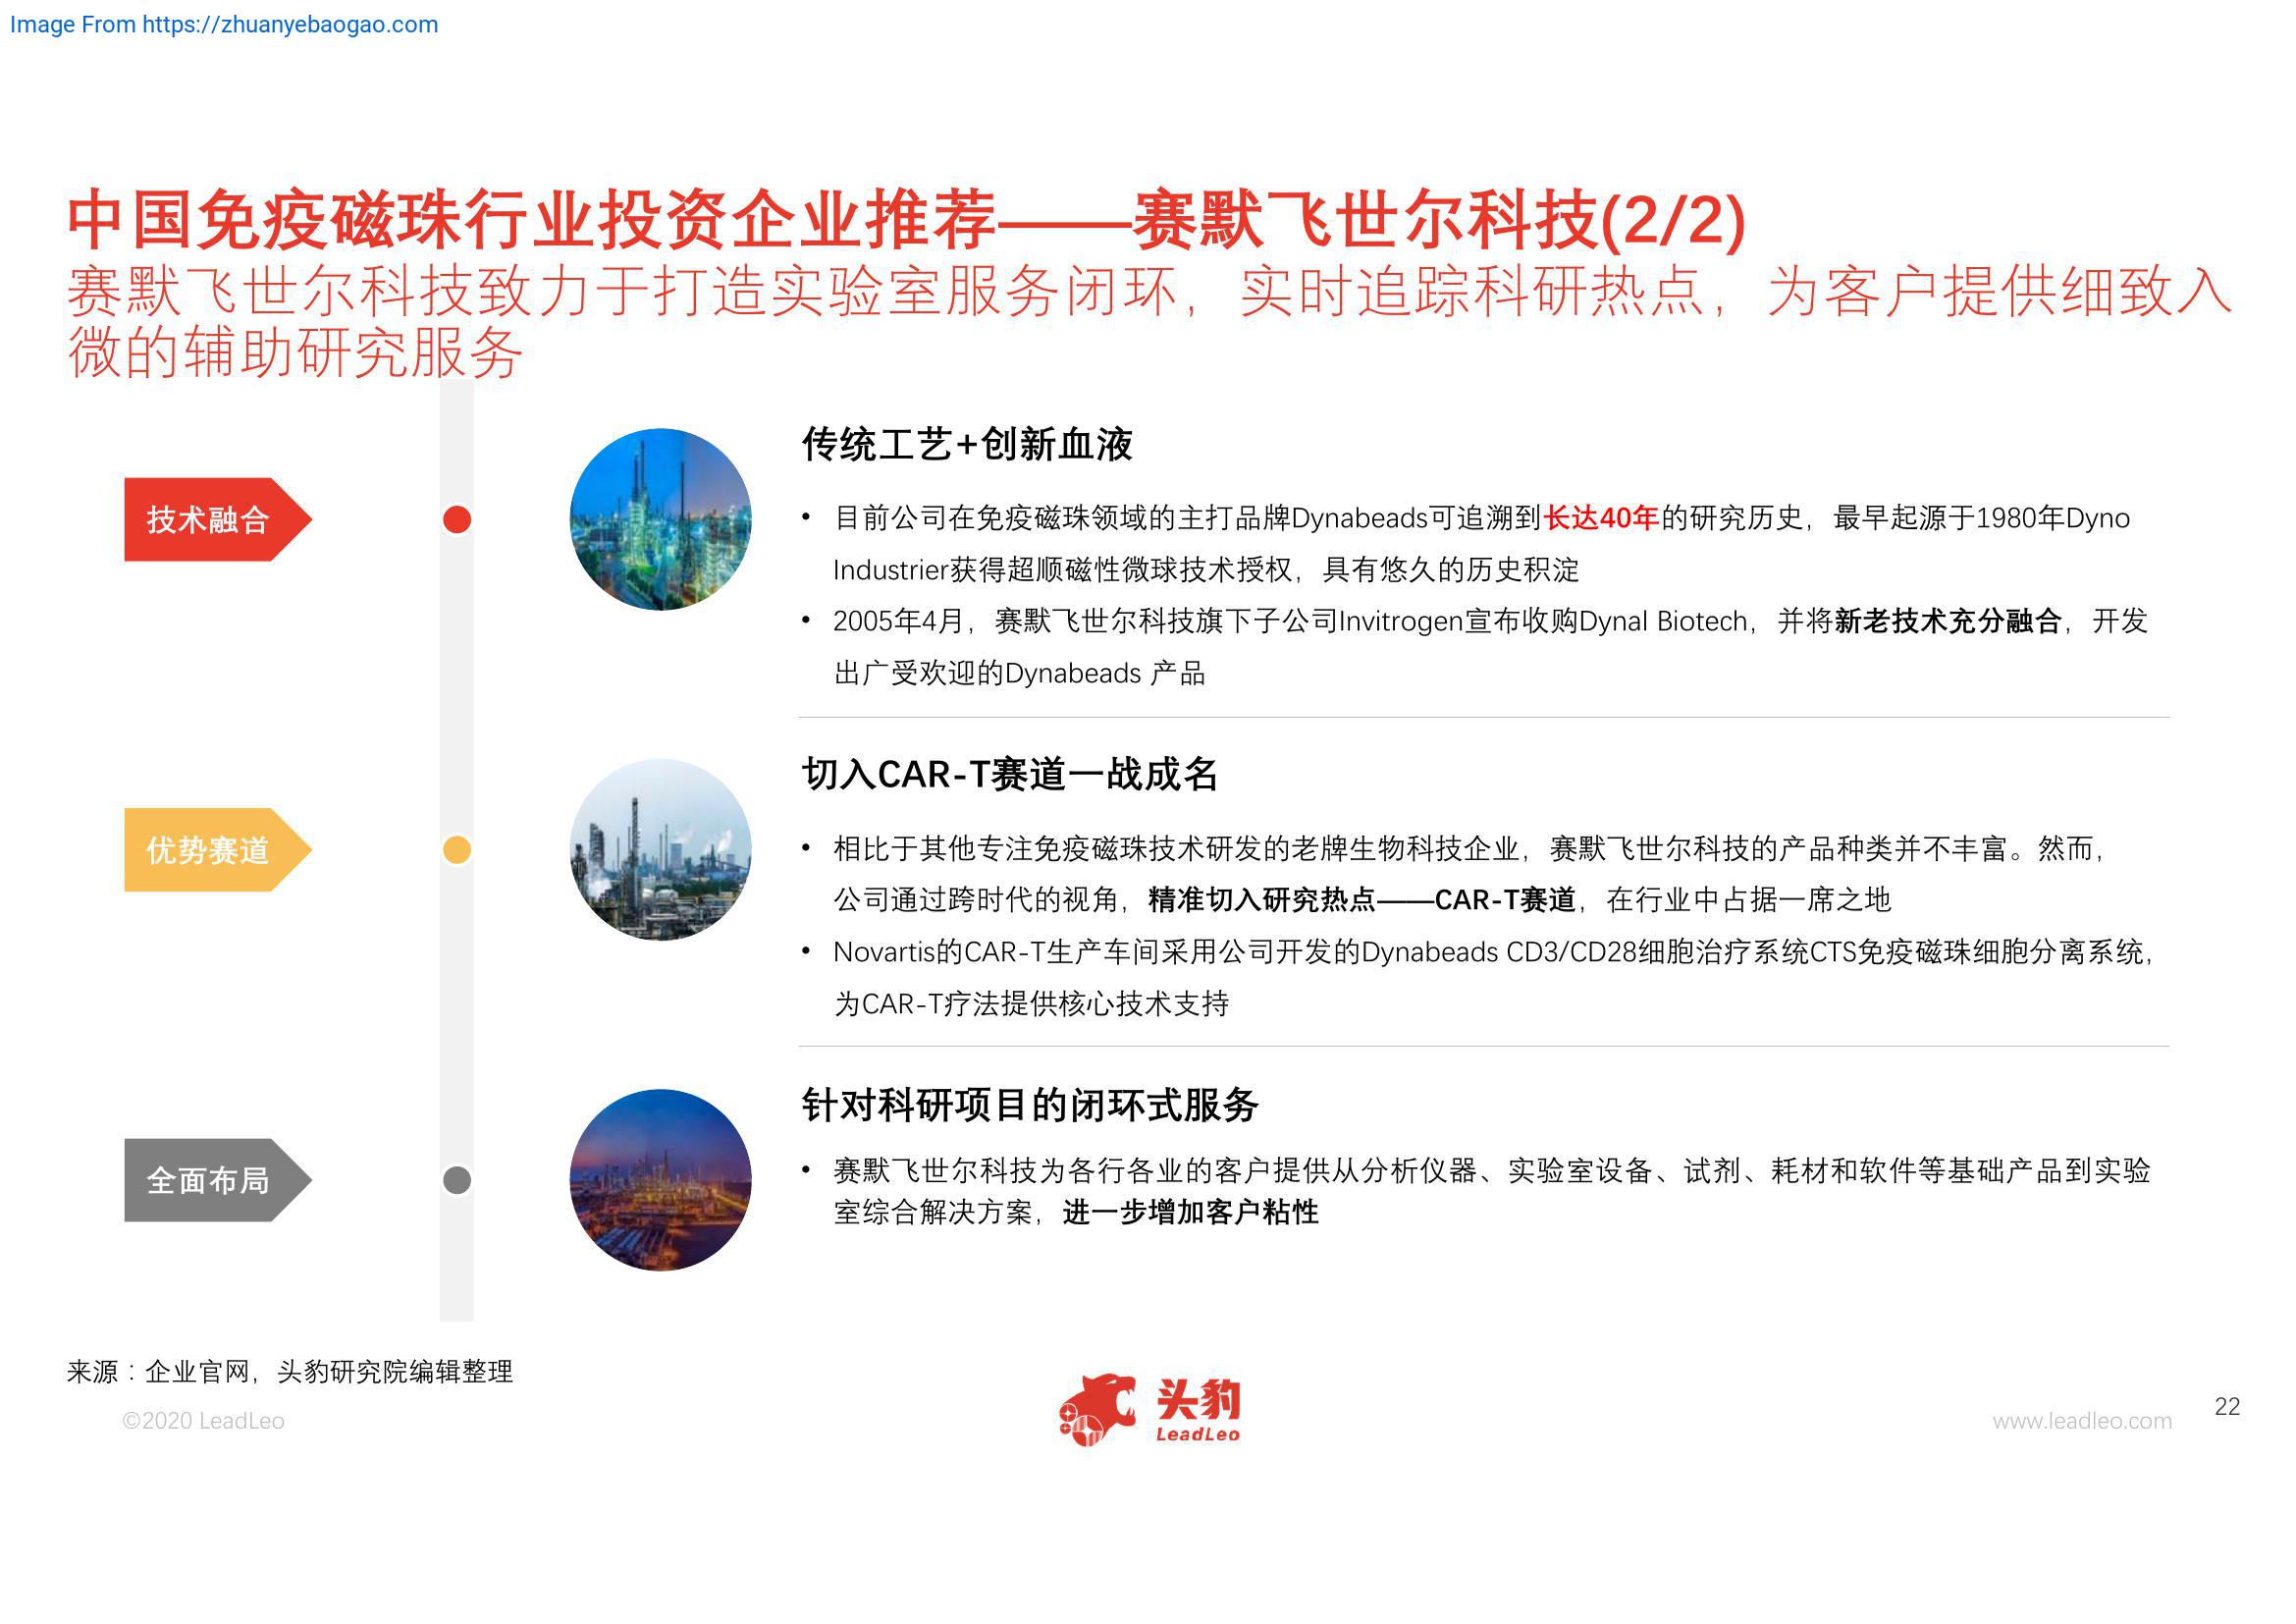 Image From https://zhuanyebaogao.com
中国免疫磁珠行业投资企业推荐——赛默飞世尔科技(2/2)
赛默飞世尔科技致力于打造实验室服务闭环，实时追踪科研热点，为客户提供细致入
微的辅助研究服务
技术融合
传统工艺+创新血液
• 目前公司在免疫磁珠领域的主打品牌Dynabeads可追溯到长达40年的研究历史，最早起源于1980年Dyno
Industrier获得超顺磁性微球技术授权，具有悠久的历史积淀
• 2005年4月，赛默飞世尔科技旗下子公司Invitrogen宣布收购Dynal Biotech，并将新老技术充分融合，开发
出广受欢迎的Dynabeads 产品
优势赛道
切入CAR-T赛道一战成名
• 相比于其他专注免疫磁珠技术研发的老牌生物科技企业，赛默飞世尔科技的产品种类并不丰富。然而，
公司通过跨时代的视角，精准切入研究热点——CAR-T赛道，在行业中占据一席之地
• Novartis的CAR-T生产车间采用公司开发的Dynabeads CD3/CD28细胞治疗系统CTS免疫磁珠细胞分离系统，
为CAR-T疗法提供核心技术支持
全面布局
针对科研项目的闭环式服务
• 赛默飞世尔科技为各行各业的客户提供从分析仪器、实验室设备、试剂、耗材和软件等基础产品到实验
室综合解决方案，进一步增加客户粘性
来源：企业官网，头豹研究院编辑整理
©2020 LeadLeo
头豹
LeadLeo
www.leadleo.com
22